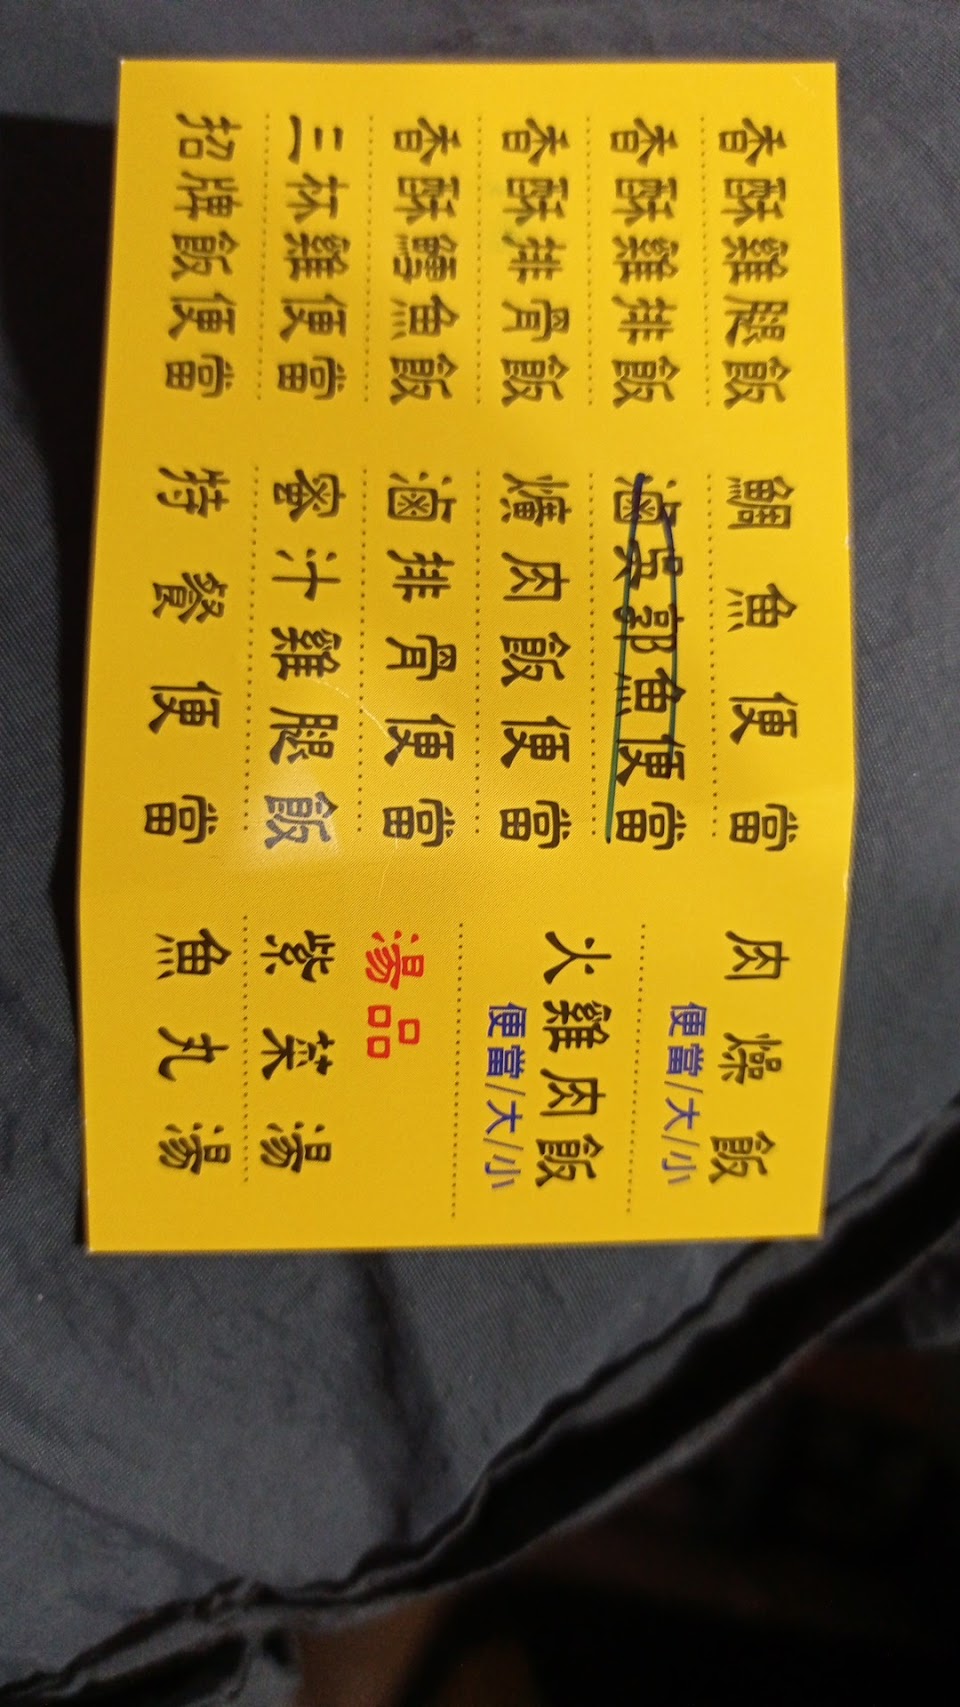 香酥雞腿飯
香酥雞排飯
香酥排骨飯
香酥鱈魚飯
三杯雞便當
招牌飯便當
鯛魚便當
滷吳郭魚便當
爌肉飯便當
滷排骨便當
蜜汁雞腿飯
特餐便當
肉燥飯
便當/大/小
火雞肉飯
便當/大/小
湯品
紫菜湯
魚丸湯